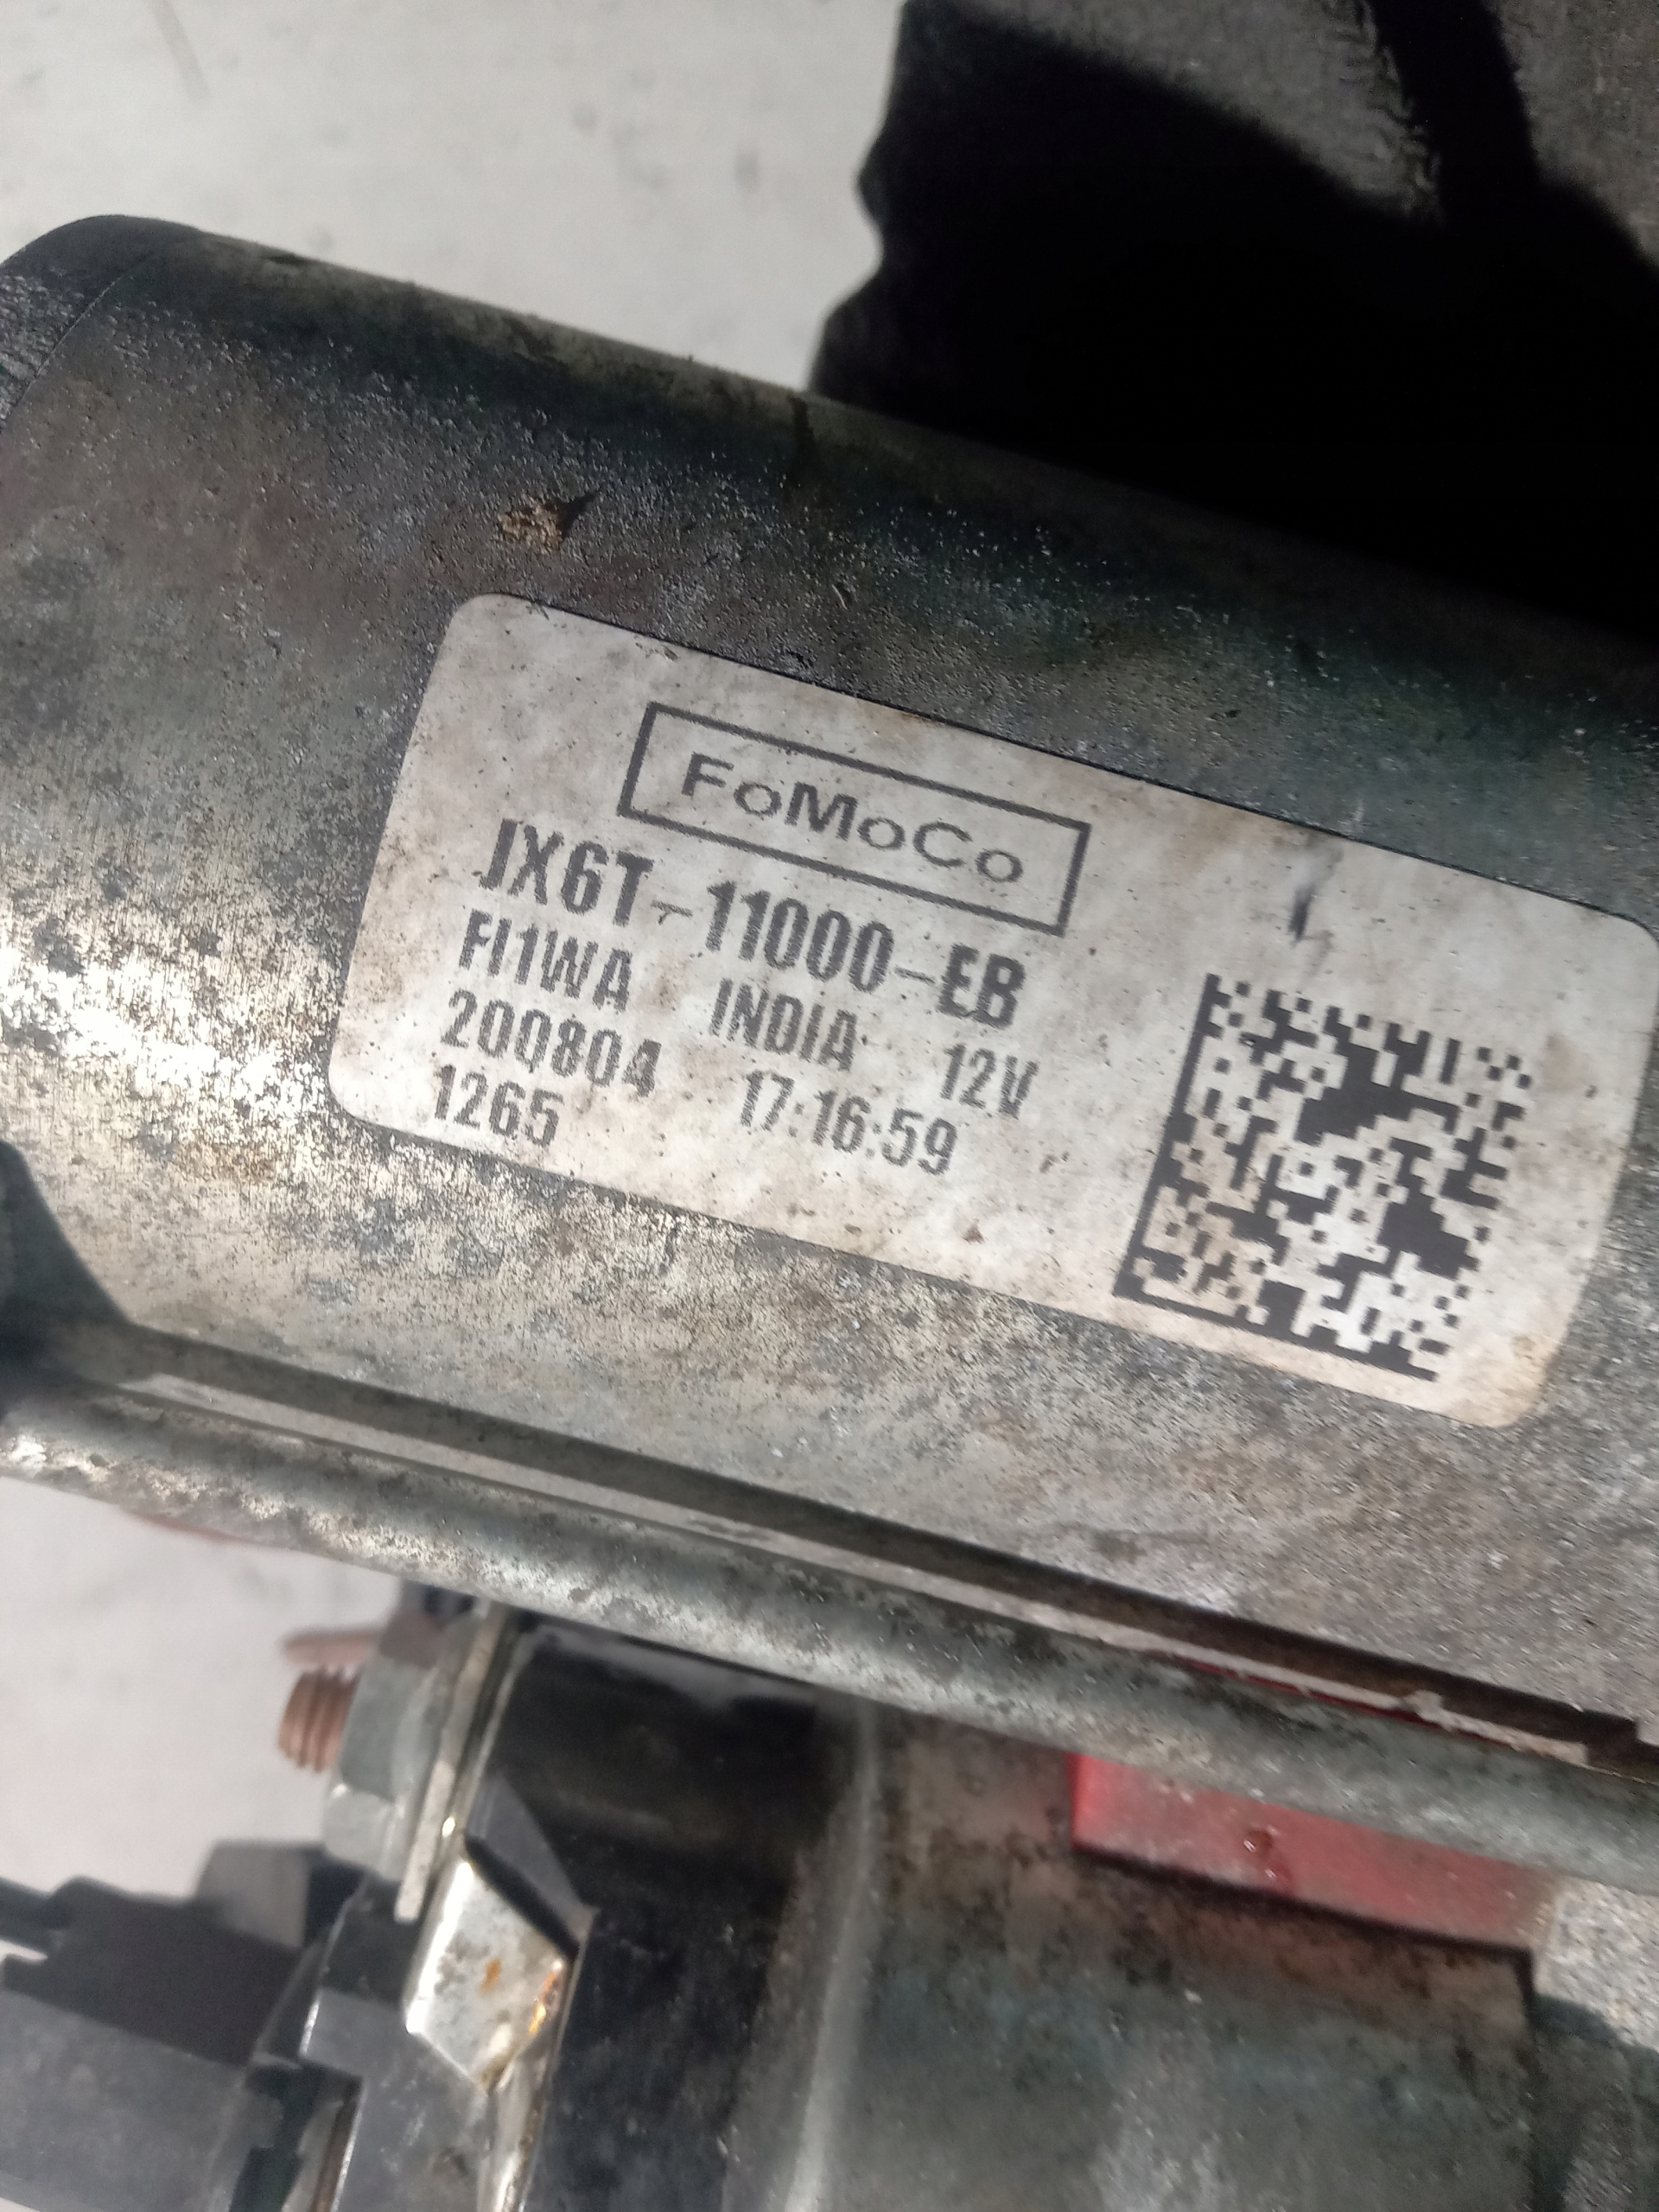 FoMoCo
JX6T-11000-EB
FI1WA INDIA 12V
200804 17:16:59
1265